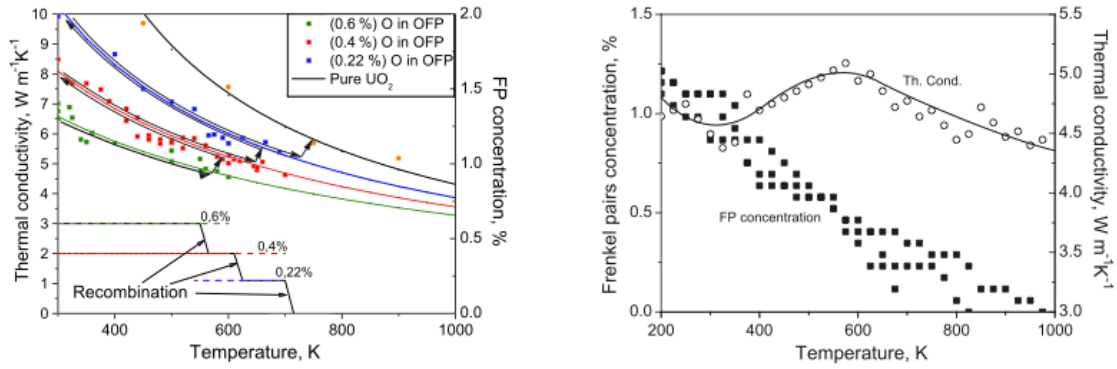 (0.6 %) O in OFP
(0.4 %) O in OFP
(0.22 %) O in OFP
Pure UO₂
Thermal conductivity, W m⁻¹K⁻¹
10
9
8
7
6
5
4
3
2
1
0
400
600
800
1000
Temperature, K
2.0
1.5
1.0
0.5
0.0
FP concentration, %
0.6%
0,4%
0,22%
Recombination
Frenkel pairs concentration, %
1.5
1.0
0.5
0.0
200
400
600
800
1000
Temperature, K
5.5
5.0
4.5
4.0
3.5
3.0
Thermal conductivity, W m⁻¹K⁻¹
Th. Cond.
FP concentration